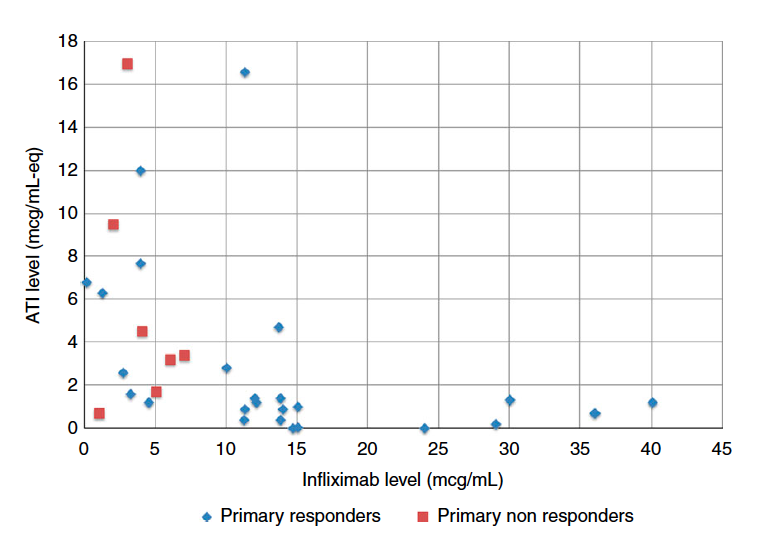 18
16
14
12
10
8
6
4
2
0
ATI level (mcg/mL-eq)
0 5 10 15 20 25 30 35 40 45
Infliximab level (mcg/mL)
Primary responders Primary non responders